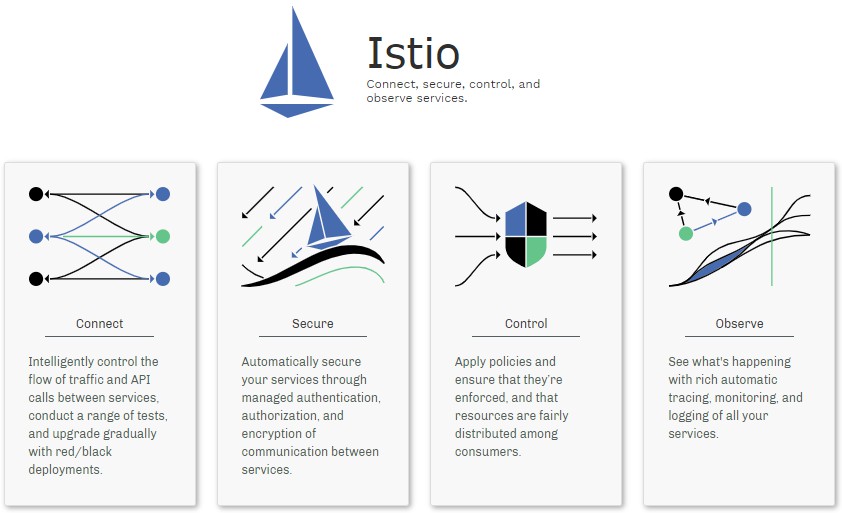 Istio
Connect, secure, control, and
observe services.
Connect
Intelligently control the
flow of traffic and API
calls between services,
conduct a range of tests,
and upgrade gradually
with red/black
deployments.
Secure
Automatically secure
your services through
managed authentication,
authorization, and
encryption of
communication between
services.
Control
Apply policies and
ensure that they're
enforced, and that
resources are fairly
distributed among
consumers.
Observe
See what's happening
with rich automatic
tracing, monitoring, and
logging of all your
services.